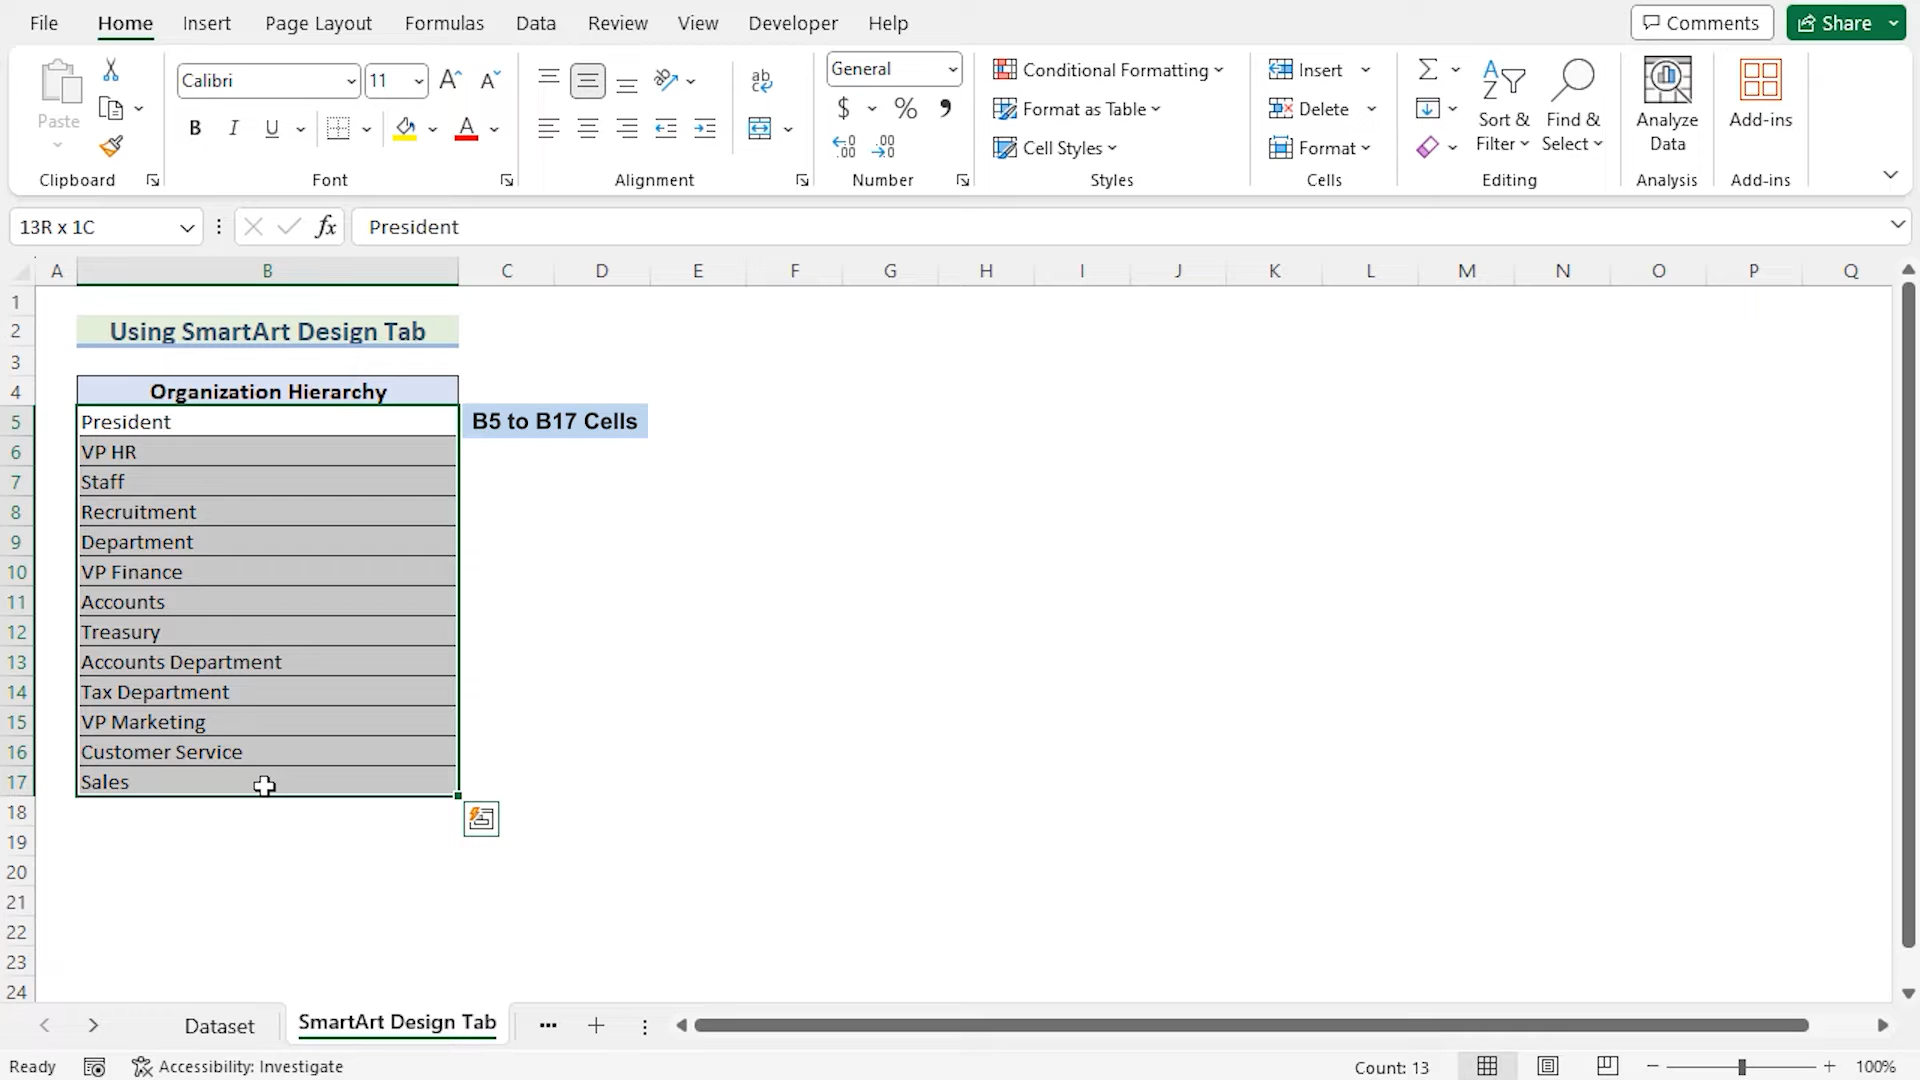 File Home Insert Page Layout Formulas Data Review View Developer Help Comments Share
Paste Calibri 11 General Conditional Formatting Insert
$ % , Format as Table Delete Sort & Find & Analyze Add-ins
B I U A Cell Styles Format Filter Select Data
Clipboard Font Alignment Number Styles Cells Editing Analysis Add-ins
13R x 1C fx President
A B C D E F G H I J K L M N O P Q
1
2 Using SmartArt Design Tab
3
4 Organization Hierarchy
5 President B5 to B17 Cells
6 VP HR
7 Staff
8 Recruitment
9 Department
10 VP Finance
11 Accounts
12 Treasury
13 Accounts Department
14 Tax Department
15 VP Marketing
16 Customer Service
17 Sales
18
19
20
21
22
23
24
Dataset SmartArt Design Tab
Ready Accessibility: Investigate Count: 13 100%